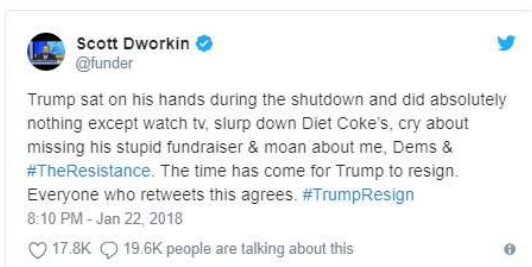 Scott Dworkin
@funder
Trump sat on his hands during the shutdown and did absolutely
nothing except watch tv, slurp down Diet Coke's, cry about
missing his stupid fundraiser & moan about me, Dems &
#TheResistance. The time has come for Trump to resign.
Everyone who retweets this agrees. #TrumpResign
8:10 PM - Jan 22, 2018
17.8K 19.6K people are talking about this